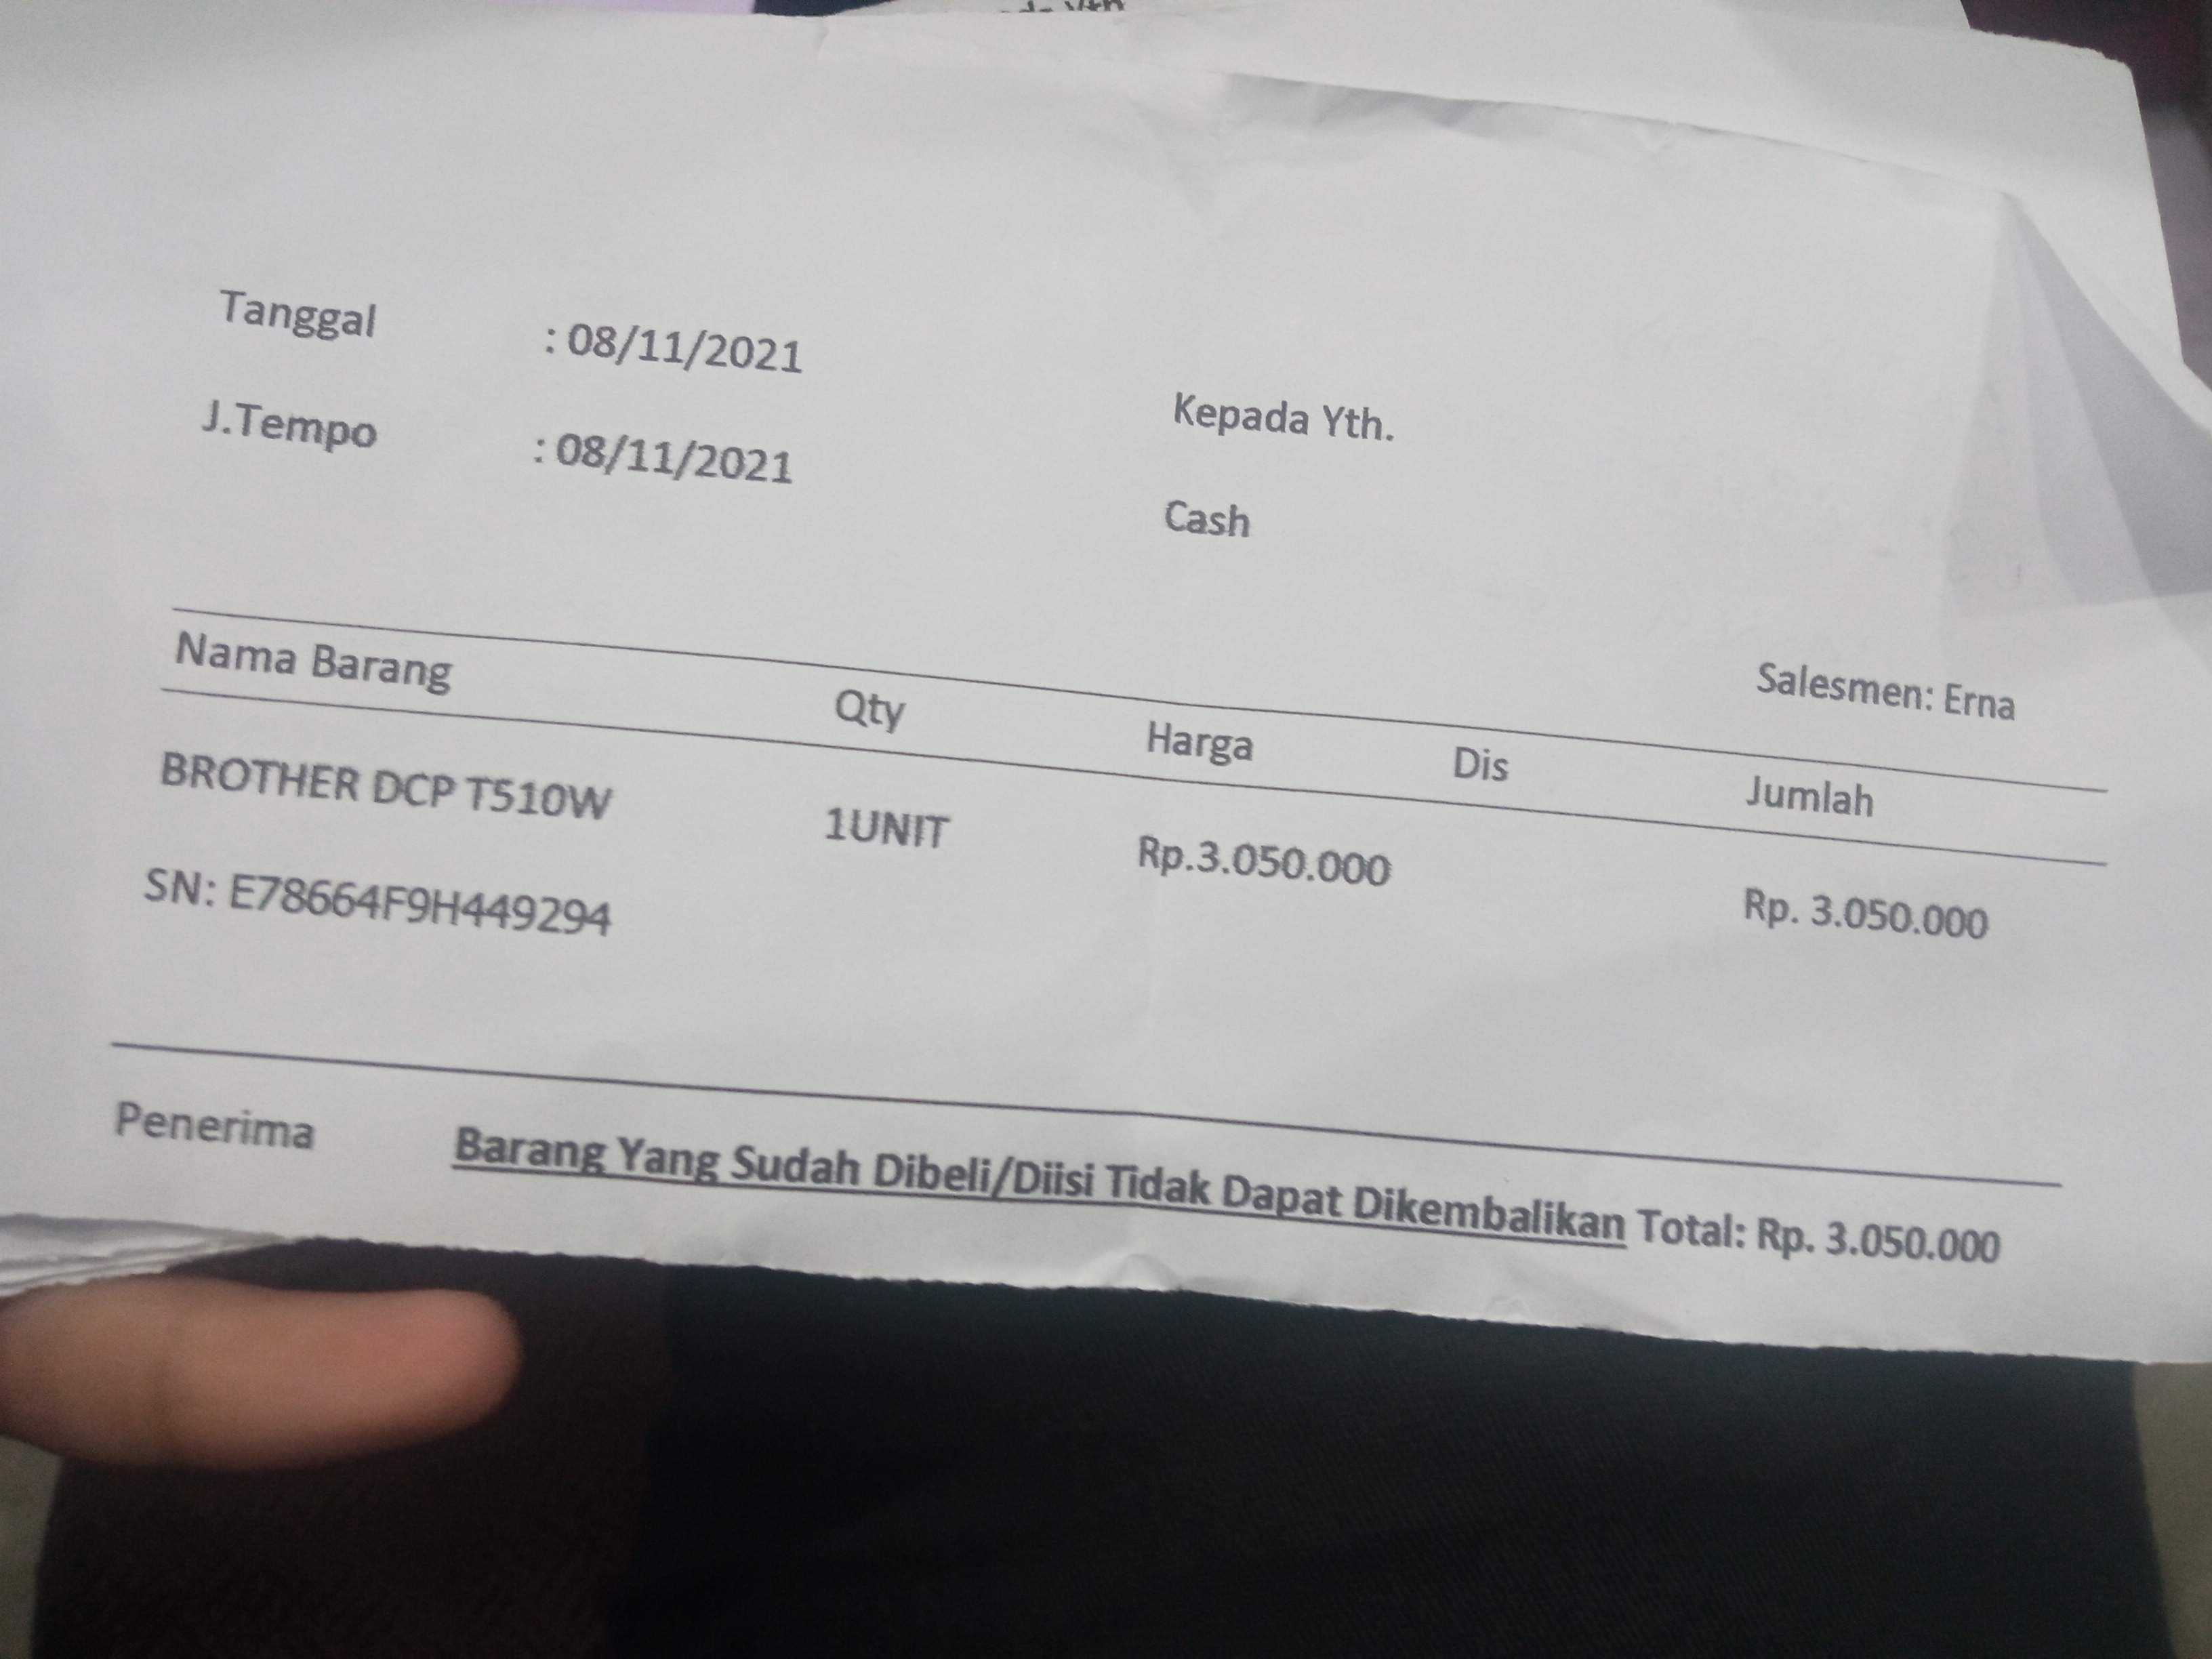 Tanggal : 08/11/2021
J.Tempo : 08/11/2021
Kepada Yth.
Cash
Salesmen: Erna
Nama Barang Qty Harga Dis Jumlah
BROTHER DCP T510W 1UNIT Rp.3.050.000 Rp. 3.050.000
SN: E78664F9H449294
Penerima Barang Yang Sudah Dibeli/Diisi Tidak Dapat Dikembalikan Total: Rp. 3.050.000